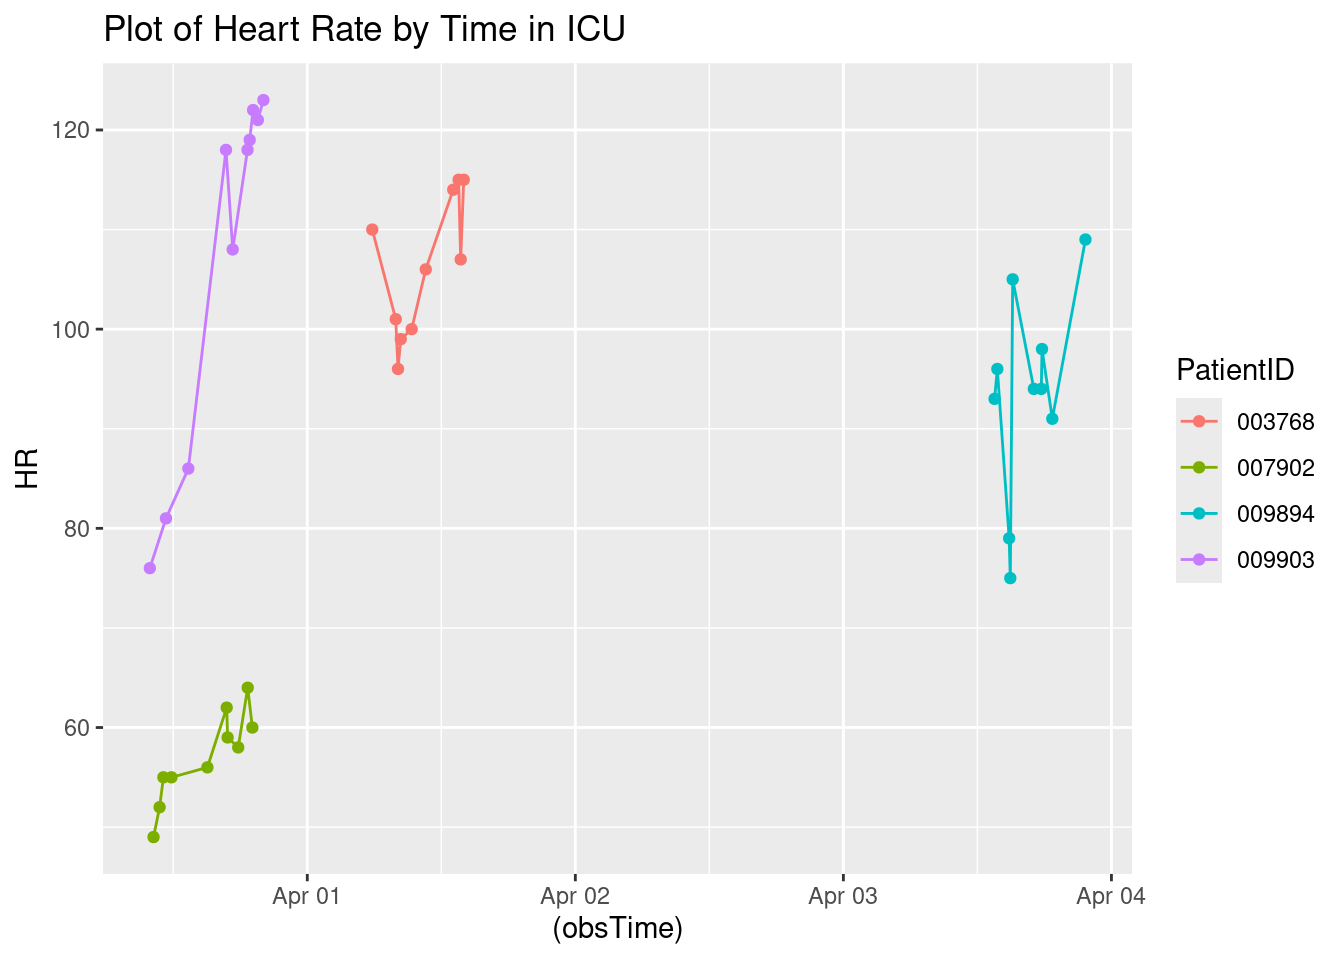 Plot of Heart Rate by Time in ICU
120
100
80
60
HR
Apr 01
Apr 02
Apr 03
Apr 04
(obsTime)
PatientID
003768
007902
009894
009903